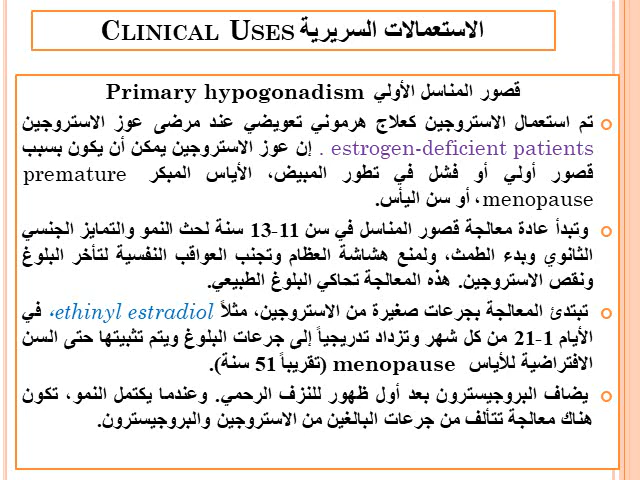 الاستعمالات السريرية CLINICAL USES
قصور المناسل الأولي Primary hypogonadism
تم استعمال الاستروجين كعلاج هرموني تعويضي عند مرضى عوز الاستروجين
estrogen-deficient patients . إن عوز الاستروجين يمكن أن يكون بسبب
قصور أولي أو فشل في تطور المبيض، الأياس المبكر premature
menopause، أو سن اليأس.
وتبدأ عادة معالجة قصور المناسل في سن 11-13 سنة لحث النمو والتمايز الجنسي
الثانوي وبدء الطمث، ولمنع هشاشة العظام وتجنب العواقب النفسية لتأخر البلوغ
ونقص الاستروجين. هذه المعالجة تحاكي البلوغ الطبيعي.
تبتدئ المعالجة بجرعات صغيرة من الاستروجين، مثلاً ethinyl estradiol، في
الأيام 1-21 من كل شهر وتزداد تدريجياً إلى جرعات البلوغ ويتم تثبيتها حتى السن
الافتراضية للأياس menopause (تقريباً 51 سنة).
يضاف البروجيسترون بعد أول ظهور للنزف الرحمي. وعندما يكتمل النمو، تكون
هناك معالجة تتألف من جرعات البالغين من الاستروجين والبروجيسترون.